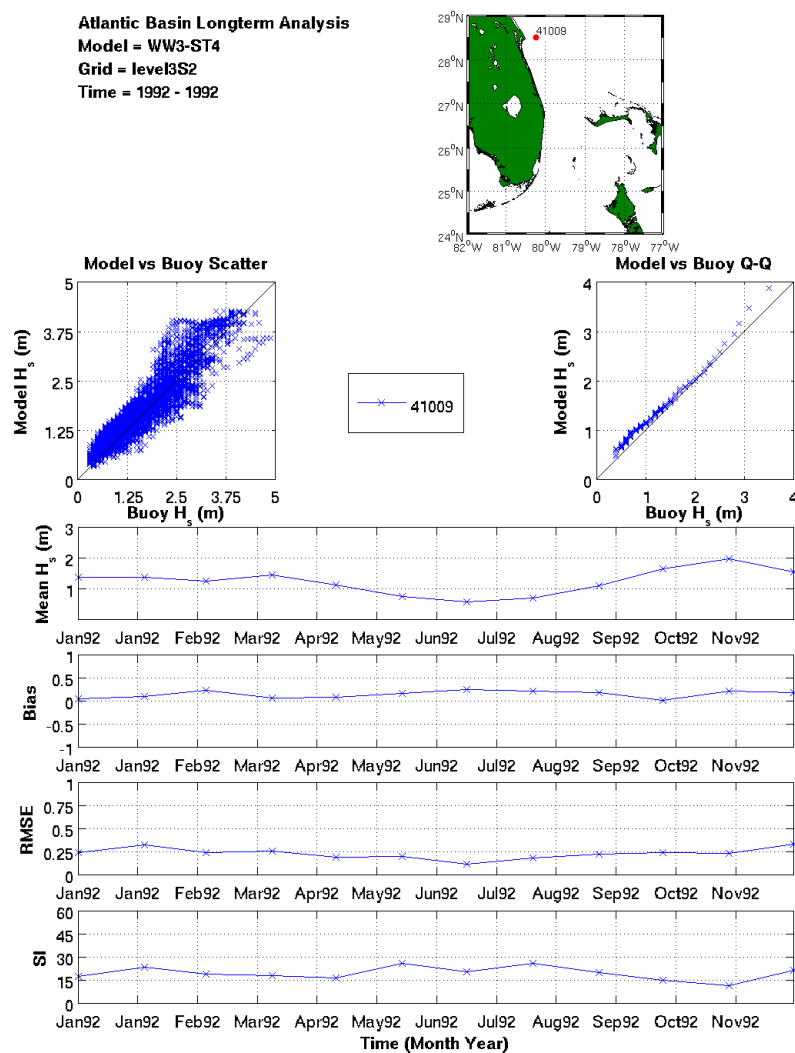 Atlantic Basin Longterm Analysis
Model = WW3-ST4
Grid = level3S2
Time = 1992 - 1992
29°N
28°N
27°N
26°N
25°N
24°N
82°W 81°W 80°W 79°W 78°W 77°W
41009
Model vs Buoy Scatter
5
3.75
2.5
1.25
0
0 1.25 2.5 3.75 5
Model Hs (m)
Buoy Hs (m)
41009
Model vs Buoy Q-Q
4
3
2
1
0
0 1 2 3 4
Model Hs (m)
Buoy Hs (m)
Mean Hs (m)
3
2
1
Jan92 Jan92 Feb92 Mar92 Apr92 May92 Jun92 Jul92 Aug92 Sep92 Oct92 Nov92
Bias
1
0.5
0
-0.5
-1
Jan92 Jan92 Feb92 Mar92 Apr92 May92 Jun92 Jul92 Aug92 Sep92 Oct92 Nov92
RMSE
1
0.75
0.5
0.25
0
Jan92 Jan92 Feb92 Mar92 Apr92 May92 Jun92 Jul92 Aug92 Sep92 Oct92 Nov92
SI
60
45
30
15
0
Jan92 Jan92 Feb92 Mar92 Apr92 May92 Jun92 Jul92 Aug92 Sep92 Oct92 Nov92
Time (Month Year)